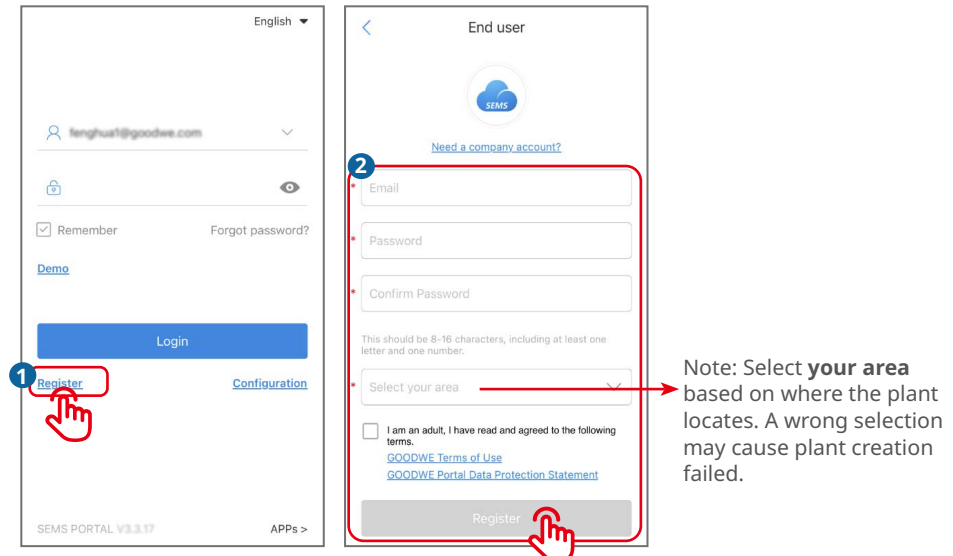 English
fenghua1@goodwe.com
Remember
Forgot password?
Demo
Login
1
Register
Configuration
SEMS PORTAL V3.3.17
APPs >
End user
SEMS
Need a company account?
2
* Email
* Password
* Confirm Password
This should be 8-16 characters, including at least one
letter and one number.
* Select your area
I am an adult, I have read and agreed to the following
terms.
GOODWE Terms of Use
GOODWE Portal Data Protection Statement
Register
Note: Select your area
based on where the plant
locates. A wrong selection
may cause plant creation
failed.